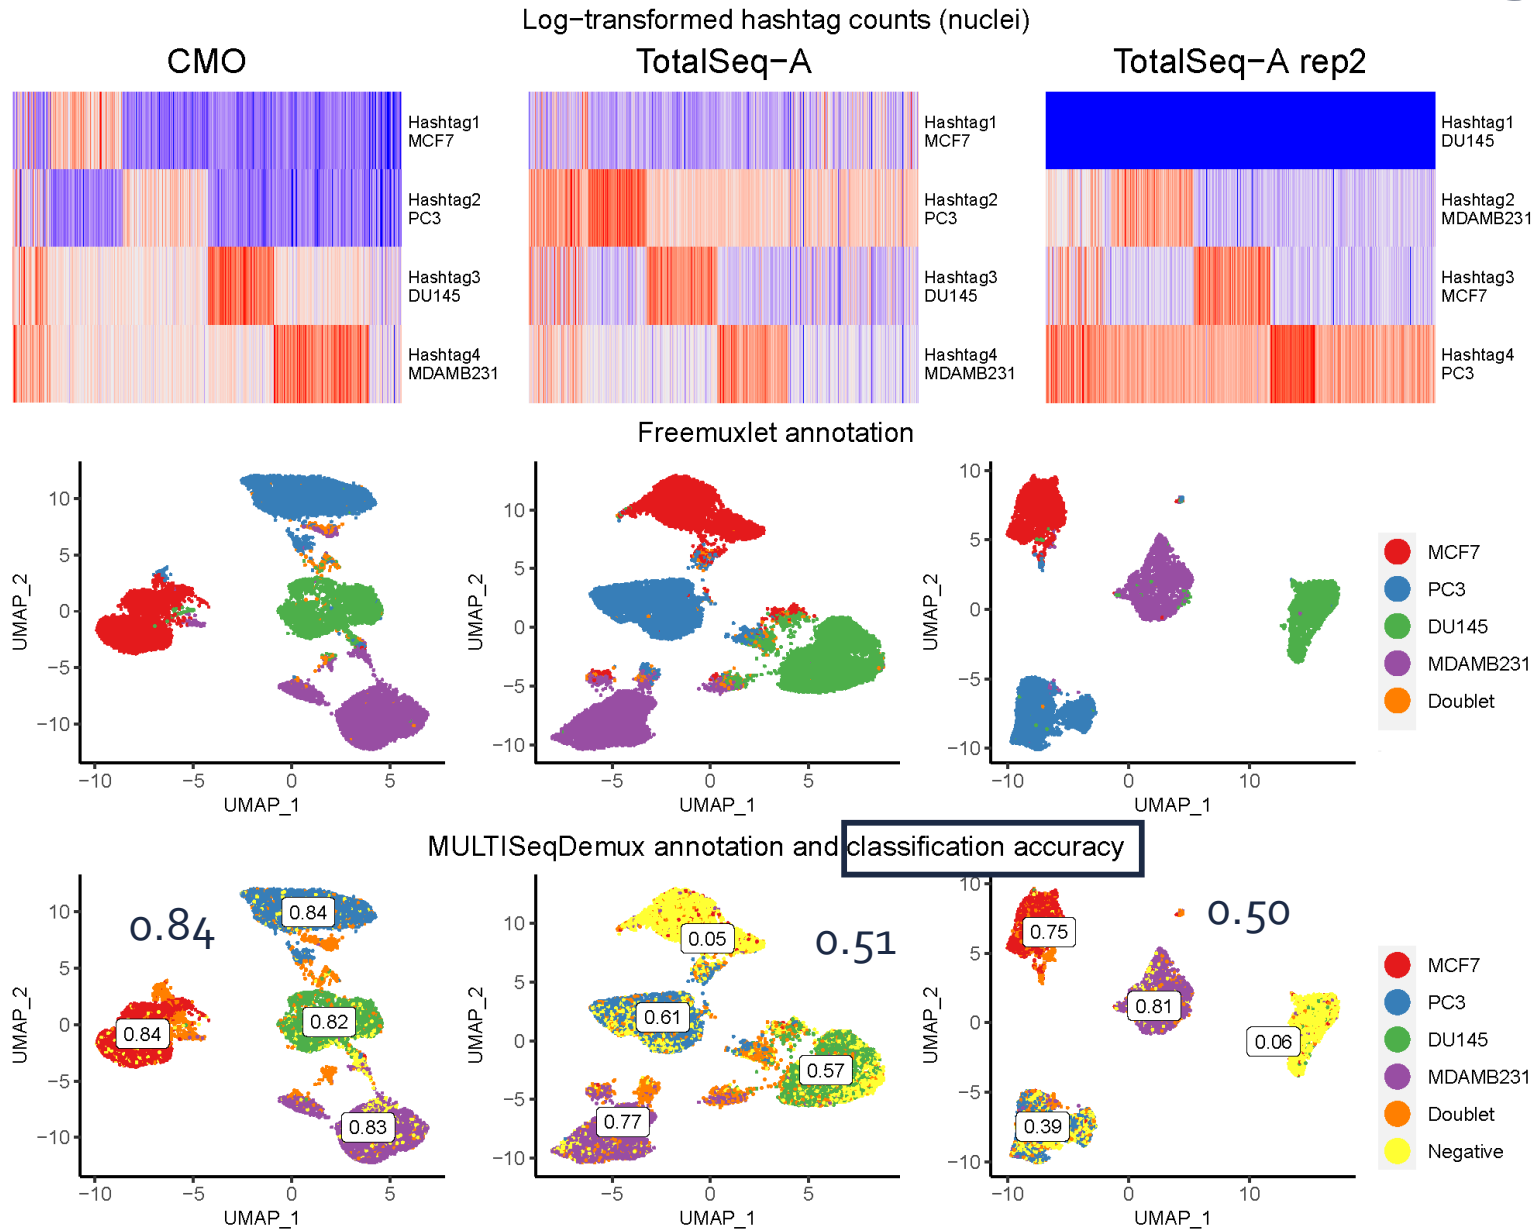 Log-transformed hashtag counts (nuclei)
CMO
TotalSeq-A
TotalSeq-A rep2
Hashtag1
MCF7
Hashtag2
PC3
Hashtag3
DU145
Hashtag4
MDAMB231
Hashtag1
MCF7
Hashtag2
PC3
Hashtag3
DU145
Hashtag4
MDAMB231
Hashtag1
DU145
Hashtag2
MDAMB231
Hashtag3
MCF7
Hashtag4
PC3
Freemuxlet annotation
UMAP_2
10
5
0
−5
−10
−10
−5
0
5
UMAP_1
UMAP_2
10
5
0
−5
−10
−5
0
5
UMAP_1
UMAP_2
10
5
0
−5
−10
−10
0
10
UMAP_1
MCF7
PC3
DU145
MDAMB231
Doublet
MULTISeqDemux annotation and classification accuracy
UMAP_2
10
5
0
−5
−10
0.84
0.84
0.84
0.82
0.83
−10
−5
0
5
UMAP_1
UMAP_2
10
5
0
−5
−10
0.05
0.51
0.61
0.57
0.77
−5
0
5
UMAP_1
UMAP_2
10
5
0
−5
−10
0.75
0.50
0.81
0.06
0.39
−10
0
10
UMAP_1
MCF7
PC3
DU145
MDAMB231
Doublet
Negative